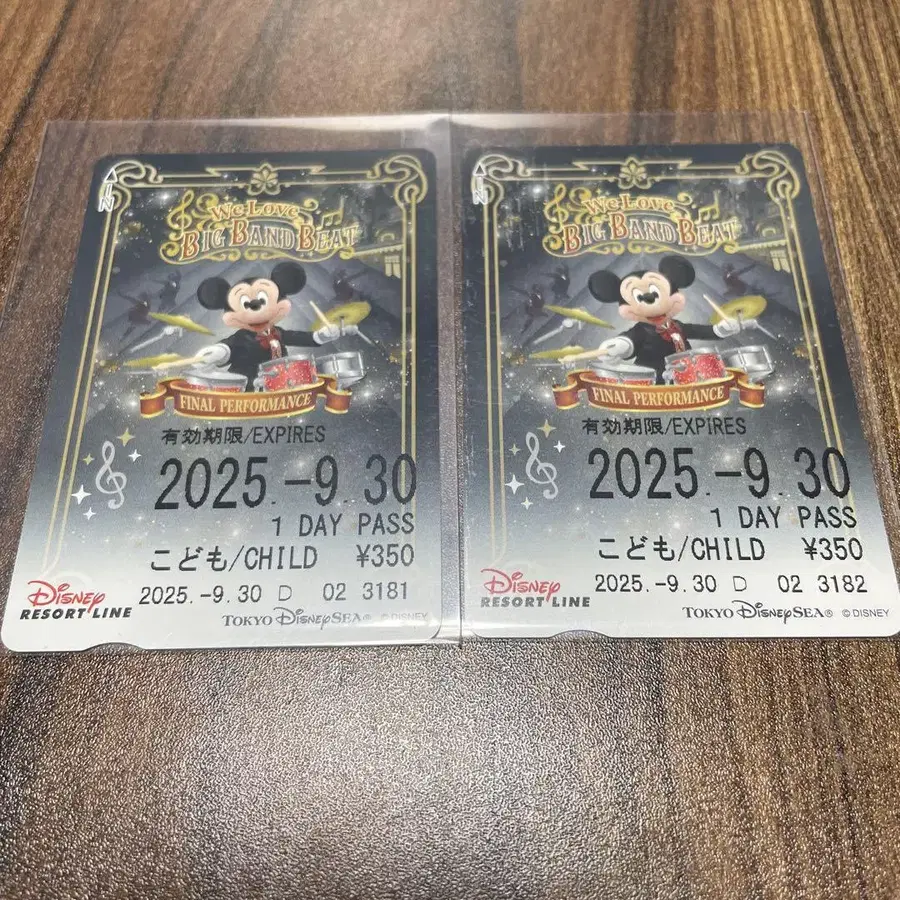 IN
We Love
BIG BAND BEAT
FINAL PERFORMANCE
有効期限/EXPIRES
2025.-9.30
1 DAY PASS
こども/CHILD ¥350
2025.-9.30 D 02 3181
Disney
RESORT LINE
TOKYO DISNEYSEA® ©DISNEY
IN
We Love
BIG BAND BEAT
FINAL PERFORMANCE
有効期限/EXPIRES
2025.-9.30
1 DAY PASS
こども/CHILD ¥350
2025.-9.30 D 02 3182
Disney
RESORT LINE
TOKYO DISNEYSEA® ©DISNEY